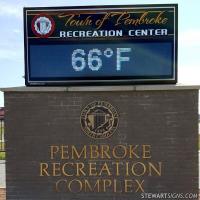 Town of Pembroke
RECREATION CENTER
66°F
PEMBROKE
RECREATION
COMPLEX
STEWARTSIGNS.COM